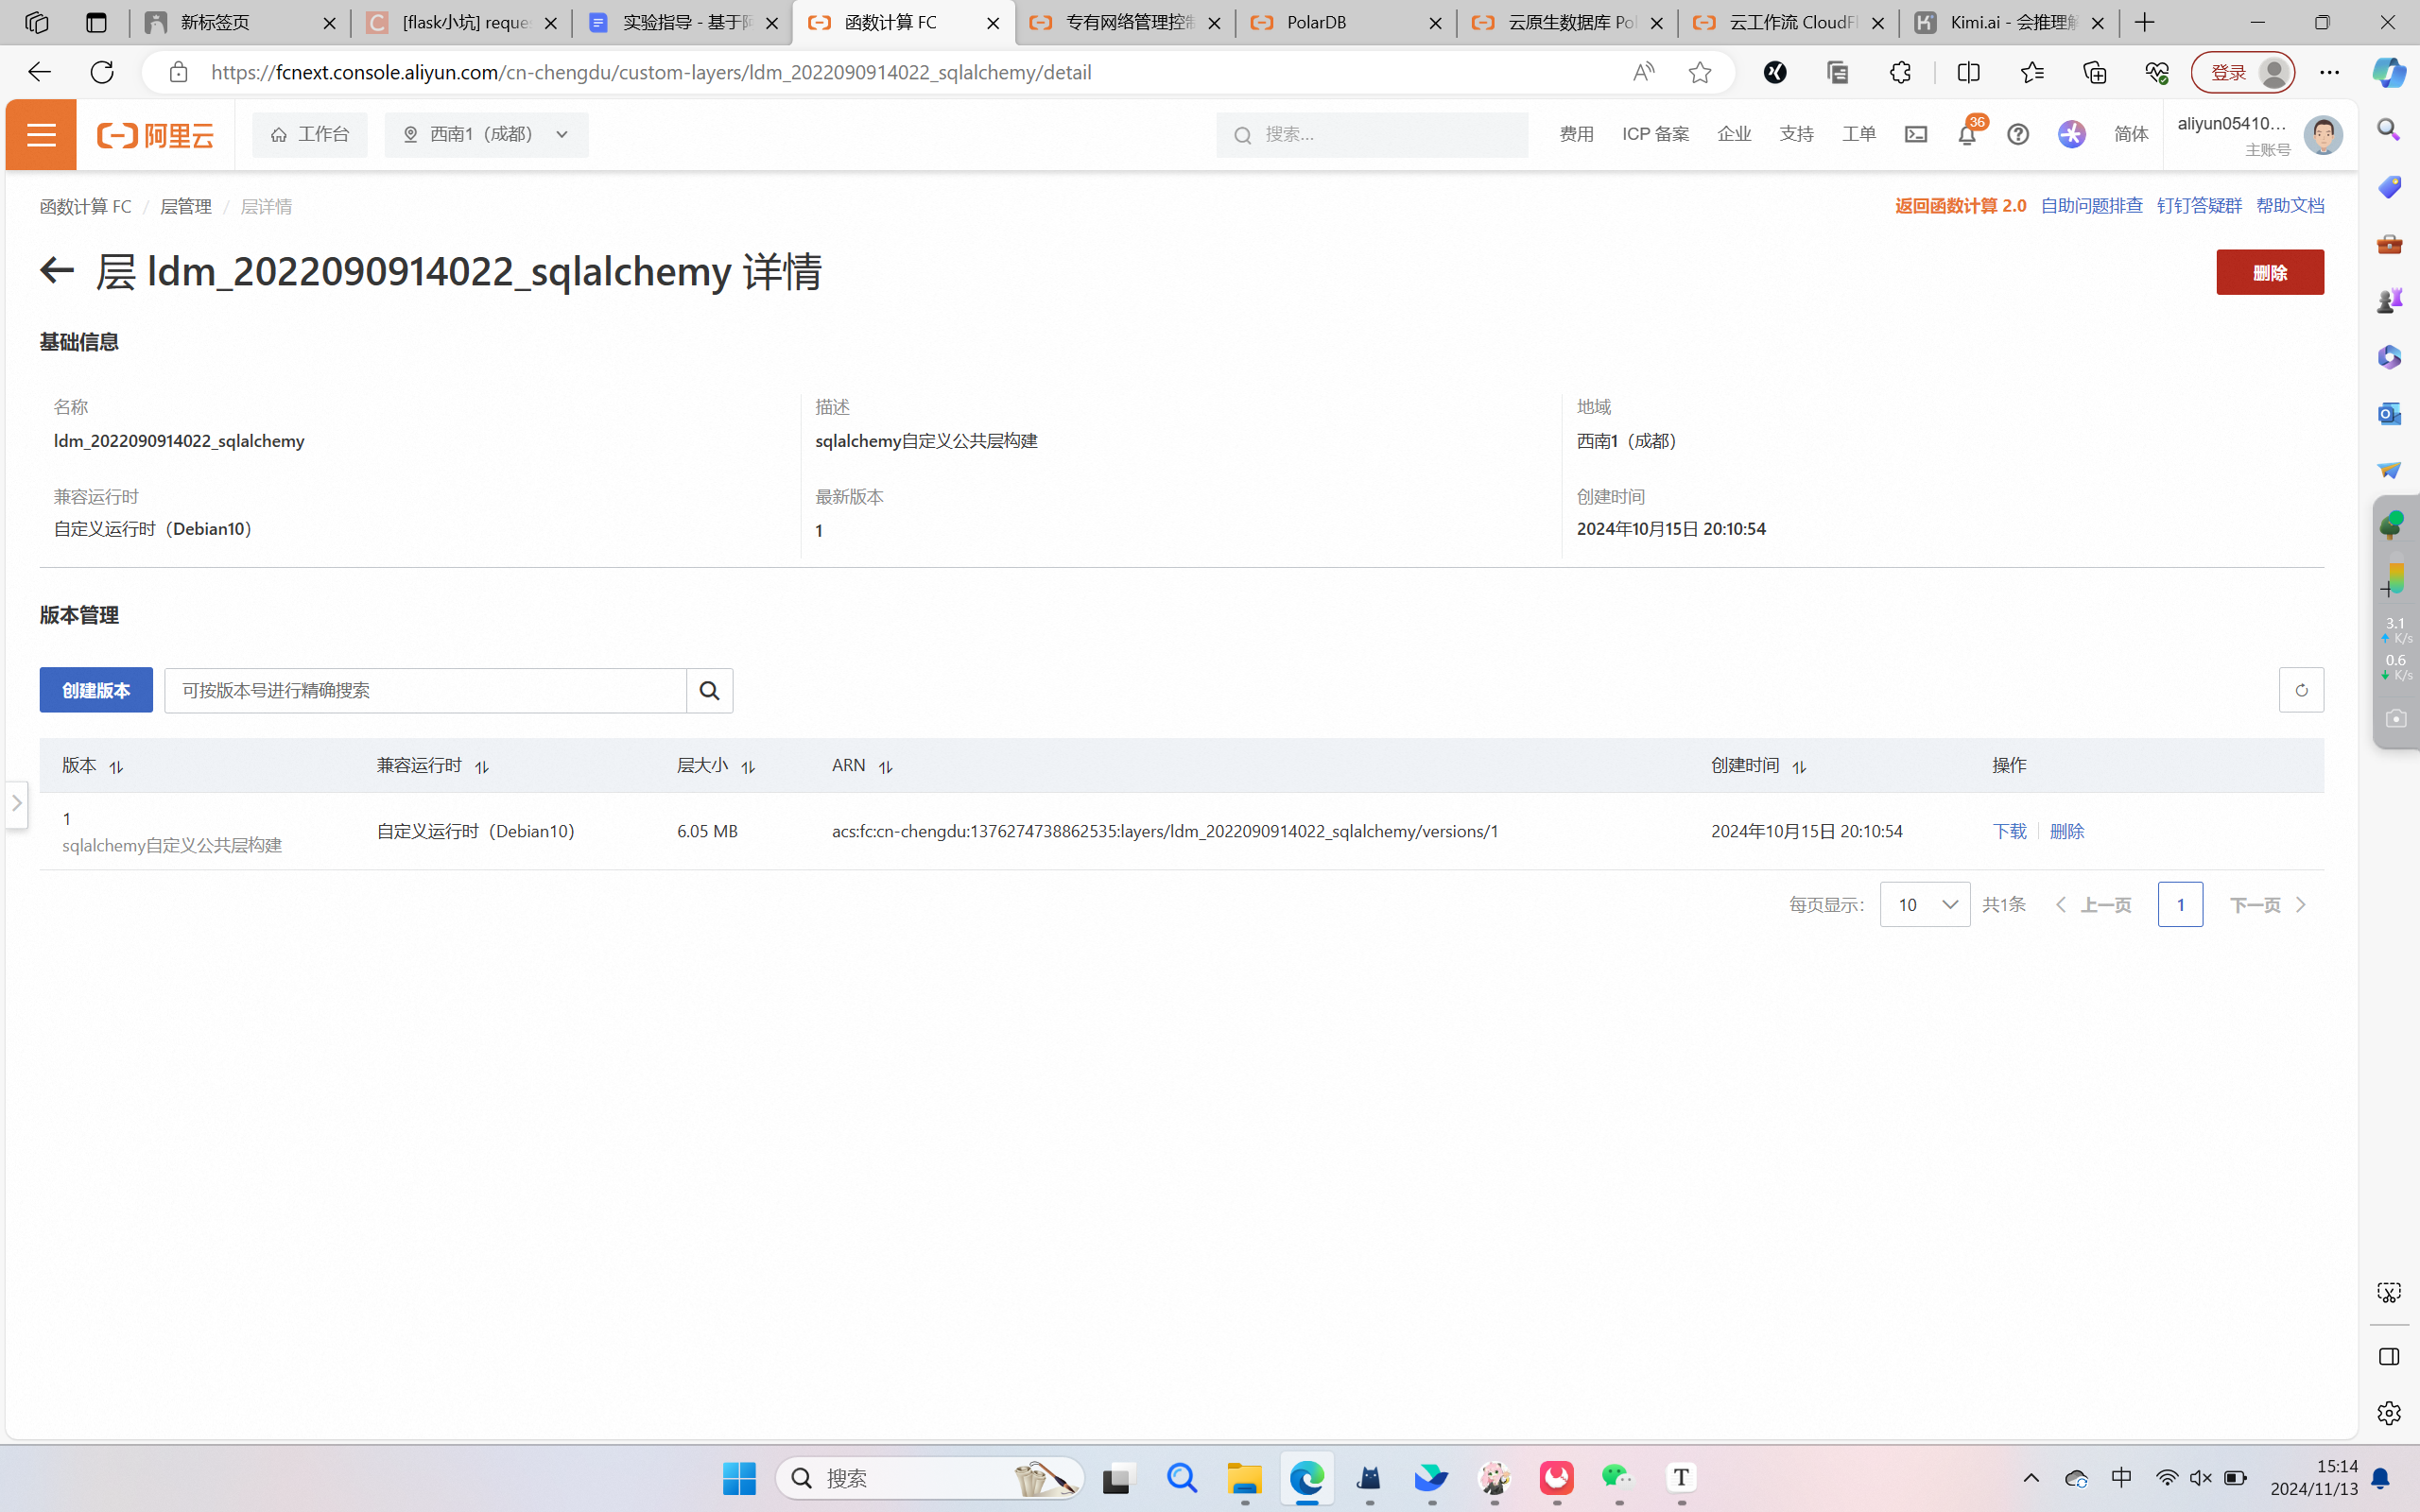 新标签页
[flask小坑] reque
实验指导 - 基于阿
函数计算 FC
专有网络管理控制
PolarDB
云原生数据库 Pol
云工作流 CloudFl
Kimi.ai - 会推理解
https://fcnext.console.aliyun.com/cn-chengdu/custom-layers/ldm_2022090914022_sqlalchemy/detail
登录
阿里云
工作台
西南1（成都）
搜索...
费用
ICP 备案
企业
支持
工单
36
简体
aliyun05410...
主账号
函数计算 FC / 层管理 / 层详情
返回函数计算 2.0 自助问题排查 钉钉答疑群 帮助文档
层 ldm_2022090914022_sqlalchemy 详情
删除
基础信息
名称
ldm_2022090914022_sqlalchemy
描述
sqlalchemy自定义公共层构建
地域
西南1（成都）
兼容运行时
自定义运行时（Debian10）
最新版本
1
创建时间
2024年10月15日 20:10:54
版本管理
创建版本
可按版本号进行精确搜索
版本 兼容运行时 层大小 ARN 创建时间 操作
1
sqlalchemy自定义公共层构建
自定义运行时（Debian10）
6.05 MB
acs:fc:cn-chengdu:1376274738862535:layers/ldm_2022090914022_sqlalchemy/versions/1
2024年10月15日 20:10:54
下载 删除
每页显示： 10 共1条 上一页 1 下一页
3.1
K/s
0.6
K/s
搜索
中
15:14
2024/11/13